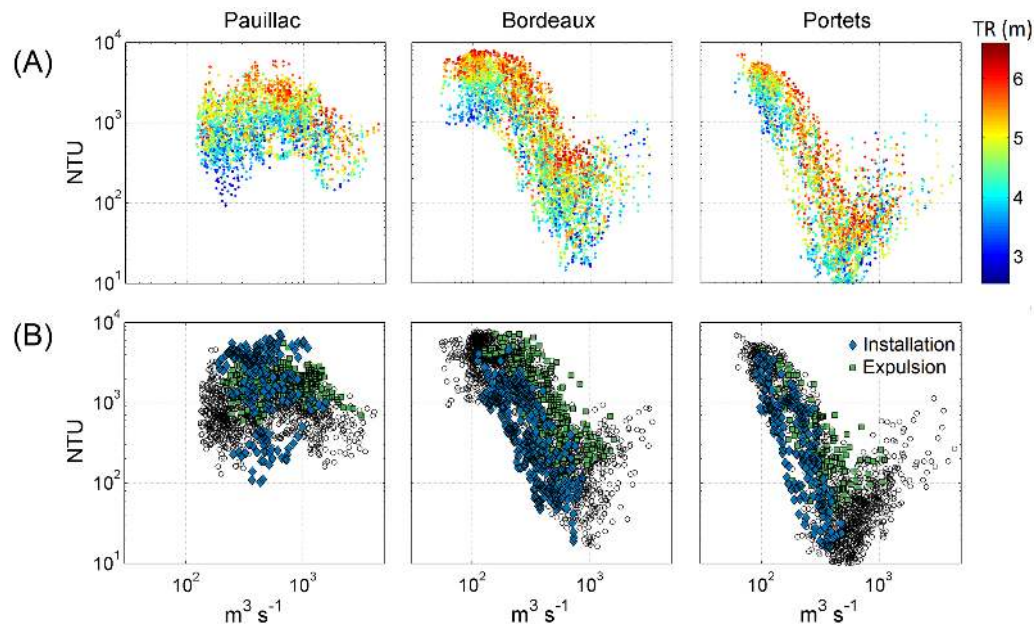 Pauillac Bordeaux Portets TR (m)
(A)
10⁴
10³
10²
10¹
NTU
6
5
4
3
(B)
10⁴
10³
10²
10¹
NTU
Installation
Expulsion
10² 10³ 10² 10³ 10² 10³
m³ s⁻¹ m³ s⁻¹ m³ s⁻¹